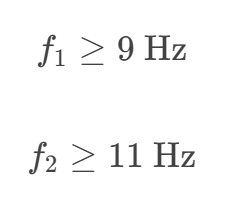 f₁ ≥ 9 Hz
f₂ ≥ 11 Hz